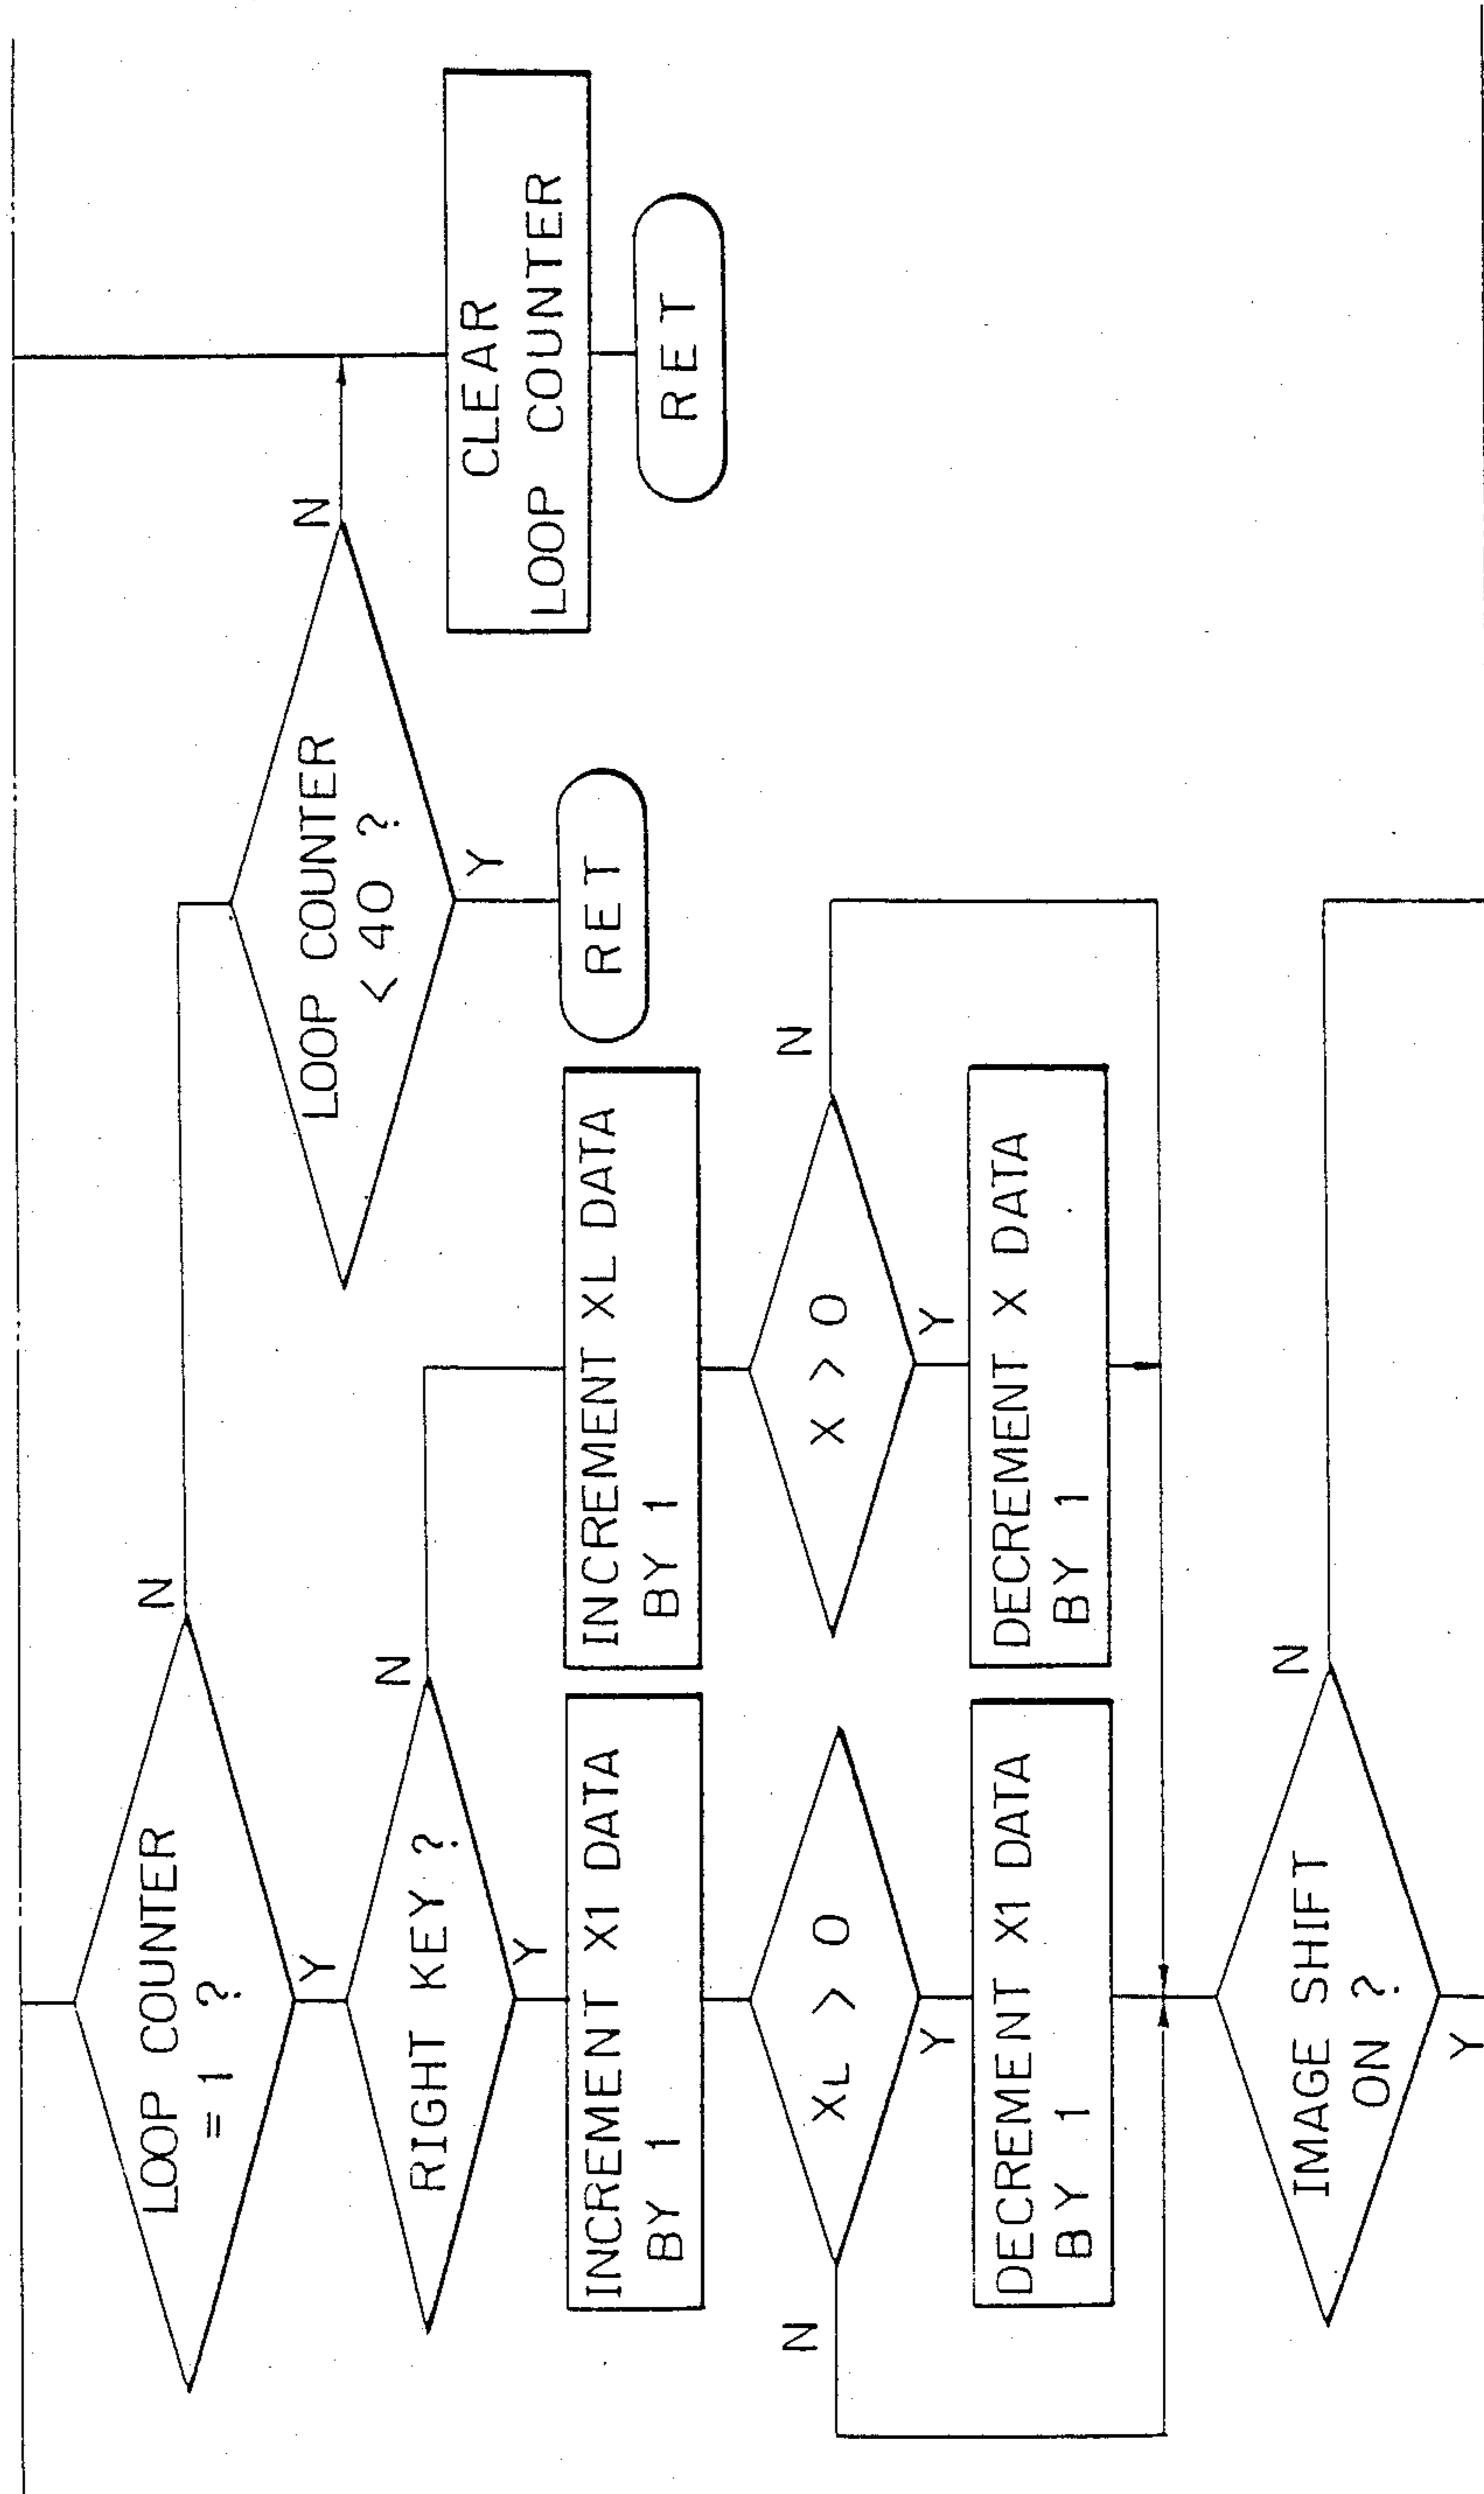 LOOP COUNTER
= 1 ?
N
Y
LOOP COUNTER
< 40 ?
N
Y
RET
CLEAR
LOOP COUNTER
RET
RIGHT KEY ?
N
Y
INCREMENT X1 DATA
BY 1
INCREMENT XL DATA
BY 1
XL > 0
N
Y
X > 0
N
Y
DECREMENT X1 DATA
BY 1
DECREMENT X DATA
BY 1
IMAGE SHIFT
ON ?
N
Y